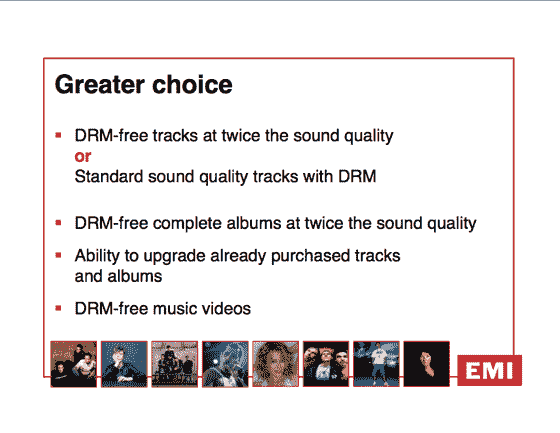 Greater choice
DRM-free tracks at twice the sound quality
or
Standard sound quality tracks with DRM
DRM-free complete albums at twice the sound quality
Ability to upgrade already purchased tracks
and albums
DRM-free music videos
EMI